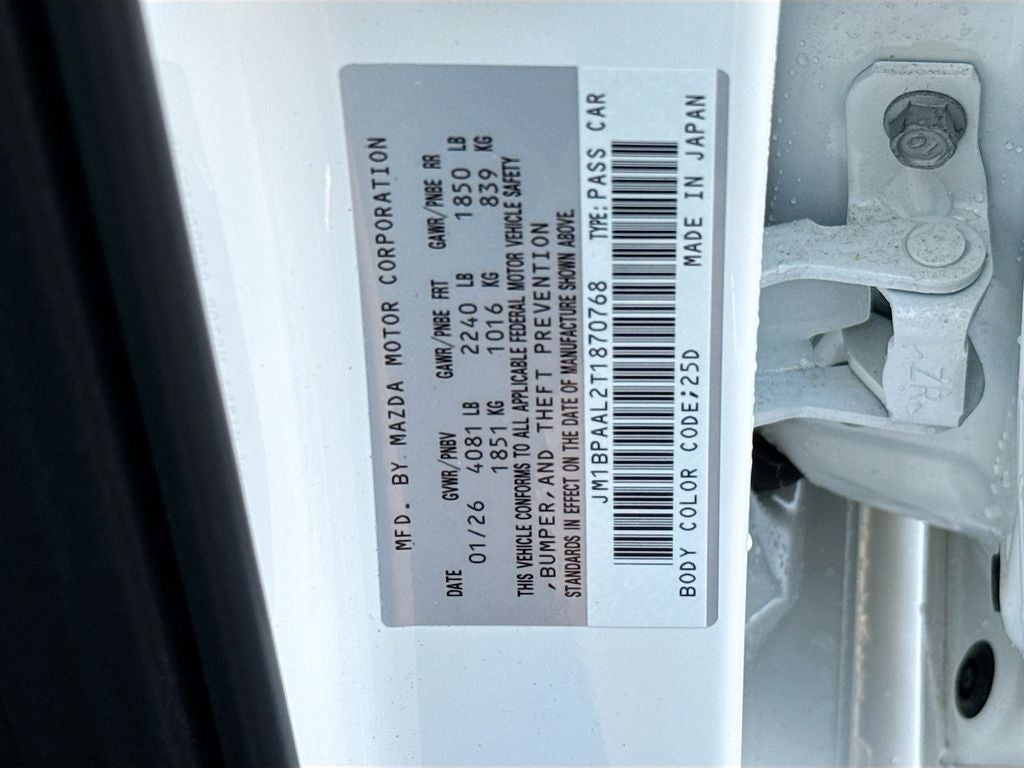 MFD. BY MAZDA MOTOR CORPORATION
DATE GVWR/PNBV GAWR/PNBE FRT GAWR/PNBE RR
01/26 4081 LB 2240 LB 1850 LB
1851 KG 1016 KG 839 KG
THIS VEHICLE CONFORMS TO ALL APPLICABLE FEDERAL MOTOR VEHICLE SAFETY
,BUMPER,AND THEFT PREVENTION
STANDARDS IN EFFECT ON THE DATE OF MANUFACTURE SHOWN ABOVE
JM1BPAAL2T1870768 TYPE:PASS CAR
BODY COLOR CODE;25D MADE IN JAPAN